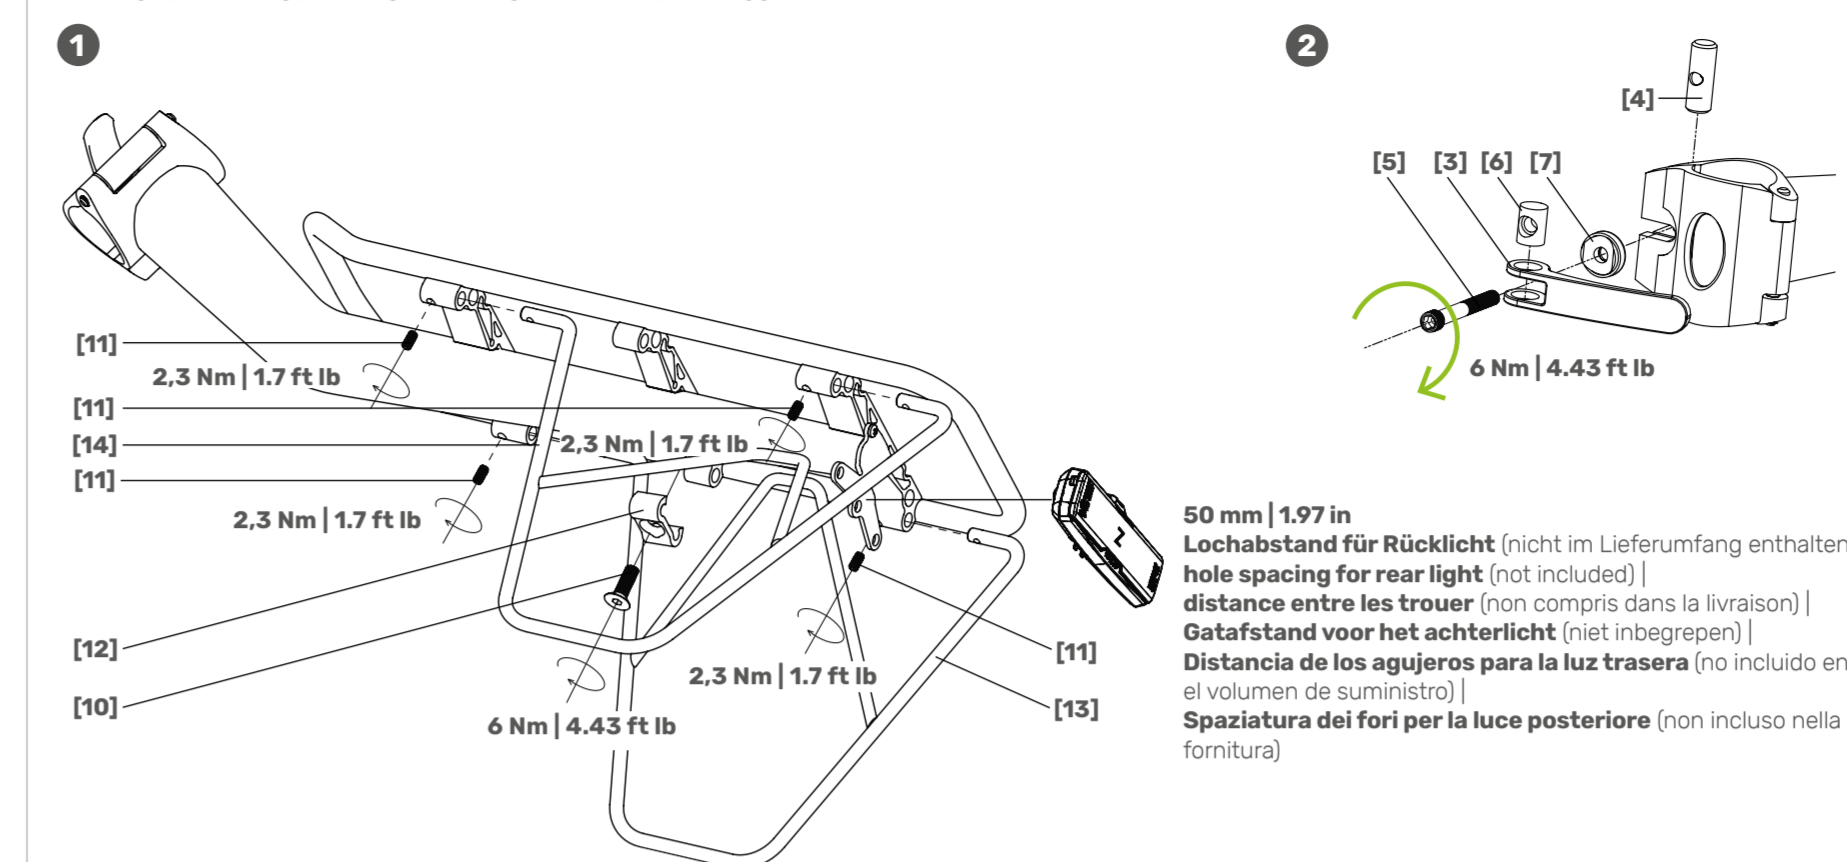 1
[11]
2,3 Nm | 1.7 ft lb
[11]
[14]
2,3 Nm | 1.7 ft lb
[11]
2,3 Nm | 1.7 ft lb
[12]
[10]
6 Nm | 4.43 ft lb
2,3 Nm | 1.7 ft lb
[11]
[13]
2
[4]
[5] [3] [6] [7]
6 Nm | 4.43 ft lb
50 mm | 1.97 in
Lochabstand für Rücklicht (nicht im Lieferumfang enthalten
hole spacing for rear light (not included) |
distance entre les trouer (non compris dans la livraison) |
Gatafstand voor het achterlicht (niet inbegrepen) |
Distancia de los agujeros para la luz trasera (no incluido en
el volumen de suministro) |
Spaziatura dei fori per la luce posteriore (non incluso nella
fornitura)